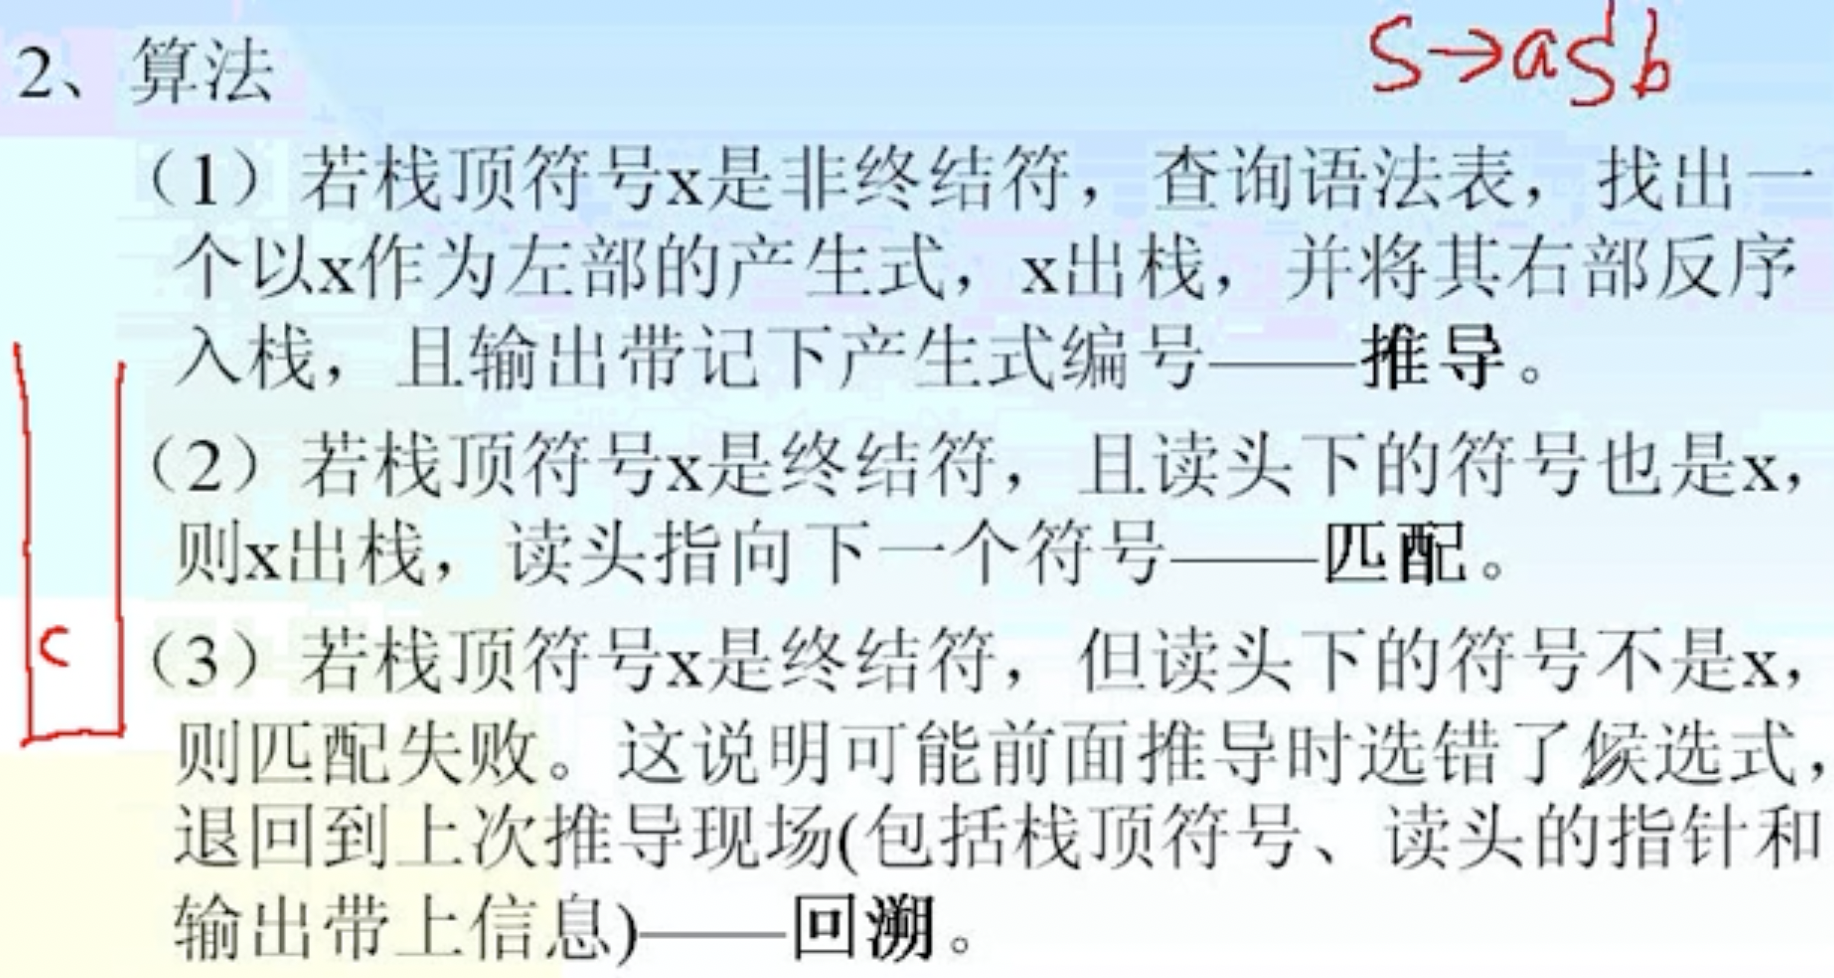 S→aSb
2、算法
（1）若栈顶符号x是非终结符，查询语法表，找出一
个以x作为左部的产生式，x出栈，并将其右部反序
入栈，且输出带记下产生式编号——推导。
（2）若栈顶符号x是终结符，且读头下的符号也是x，
则x出栈，读头指向下一个符号——匹配。
（3）若栈顶符号x是终结符，但读头下的符号不是x，
则匹配失败。这说明可能前面推导时选错了候选式，
退回到上次推导现场(包括栈顶符号、读头的指针和
输出带上信息)——回溯。